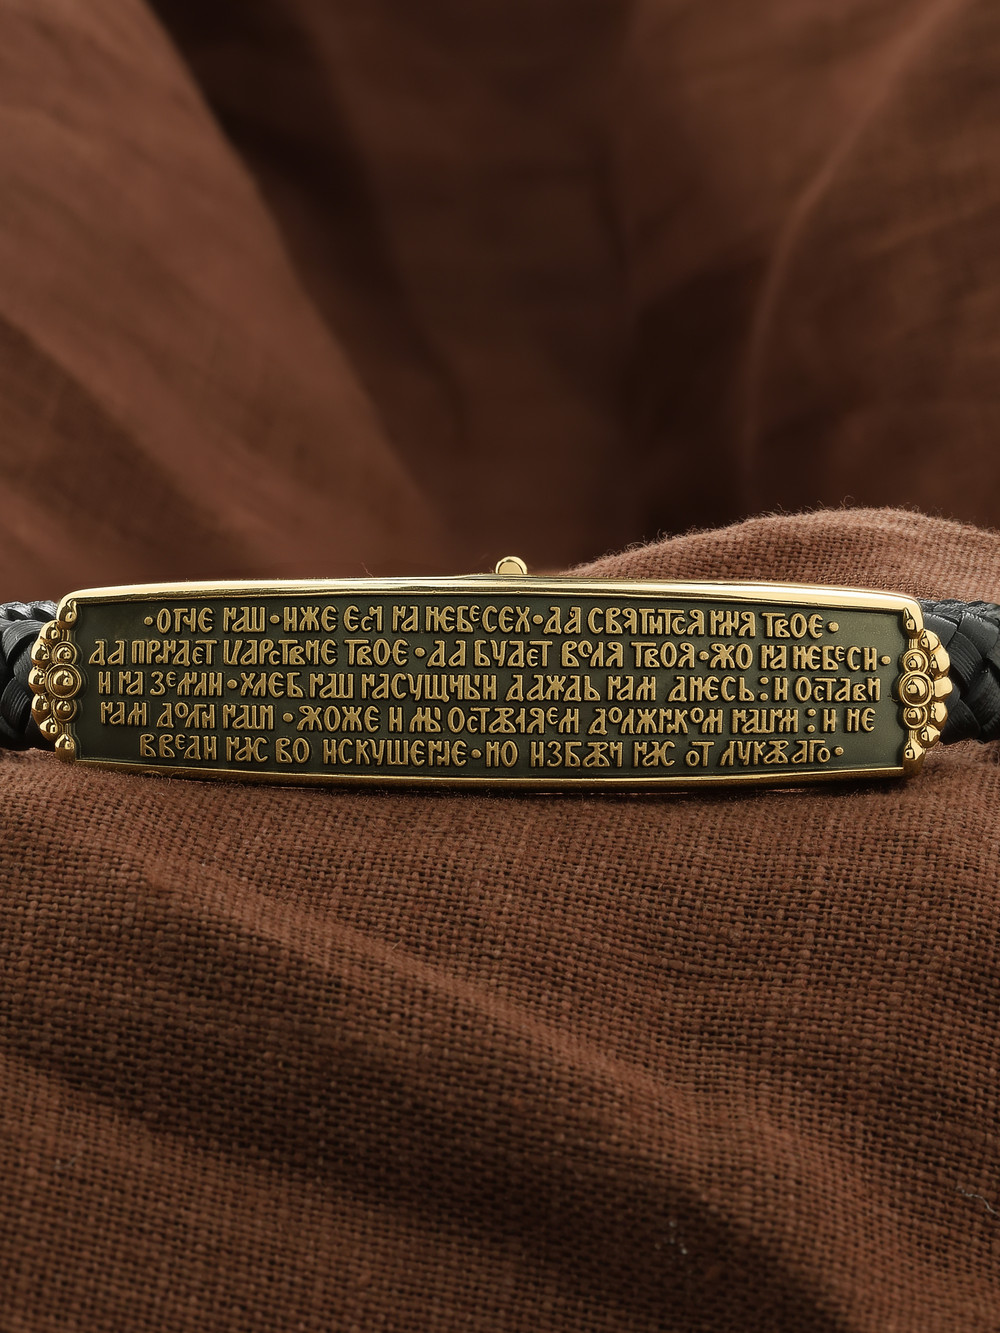 •ОТЧЕ НАШ•ИЖЕ ЕСИ НА НЕБЕСЕХ•ДА СВЯТИТСЯ ИМЯ ТВОЕ•
ДА ПРИИДЕТ ЦАРСТВИЕ ТВОЕ•ДА БУДЕТ ВОЛЯ ТВОЯ•ЯКО НА НЕБЕСИ•
И НА ЗЕМЛИ•ХЛЕБ НАШ НАСУЩНЫЙ ДАЖДЬ НАМ ДНЕСЬ:И ОСТАВИ
НАМ ДОЛГИ НАШИ•ЯКОЖЕ И МЫ ОСТАВЛЯЕМ ДОЛЖНИКОМ НАШИМ:И НЕ
ВВЕДИ НАС ВО ИСКУШЕНИЕ•НО ИЗБАВИ НАС ОТ ЛУКАВАГО•